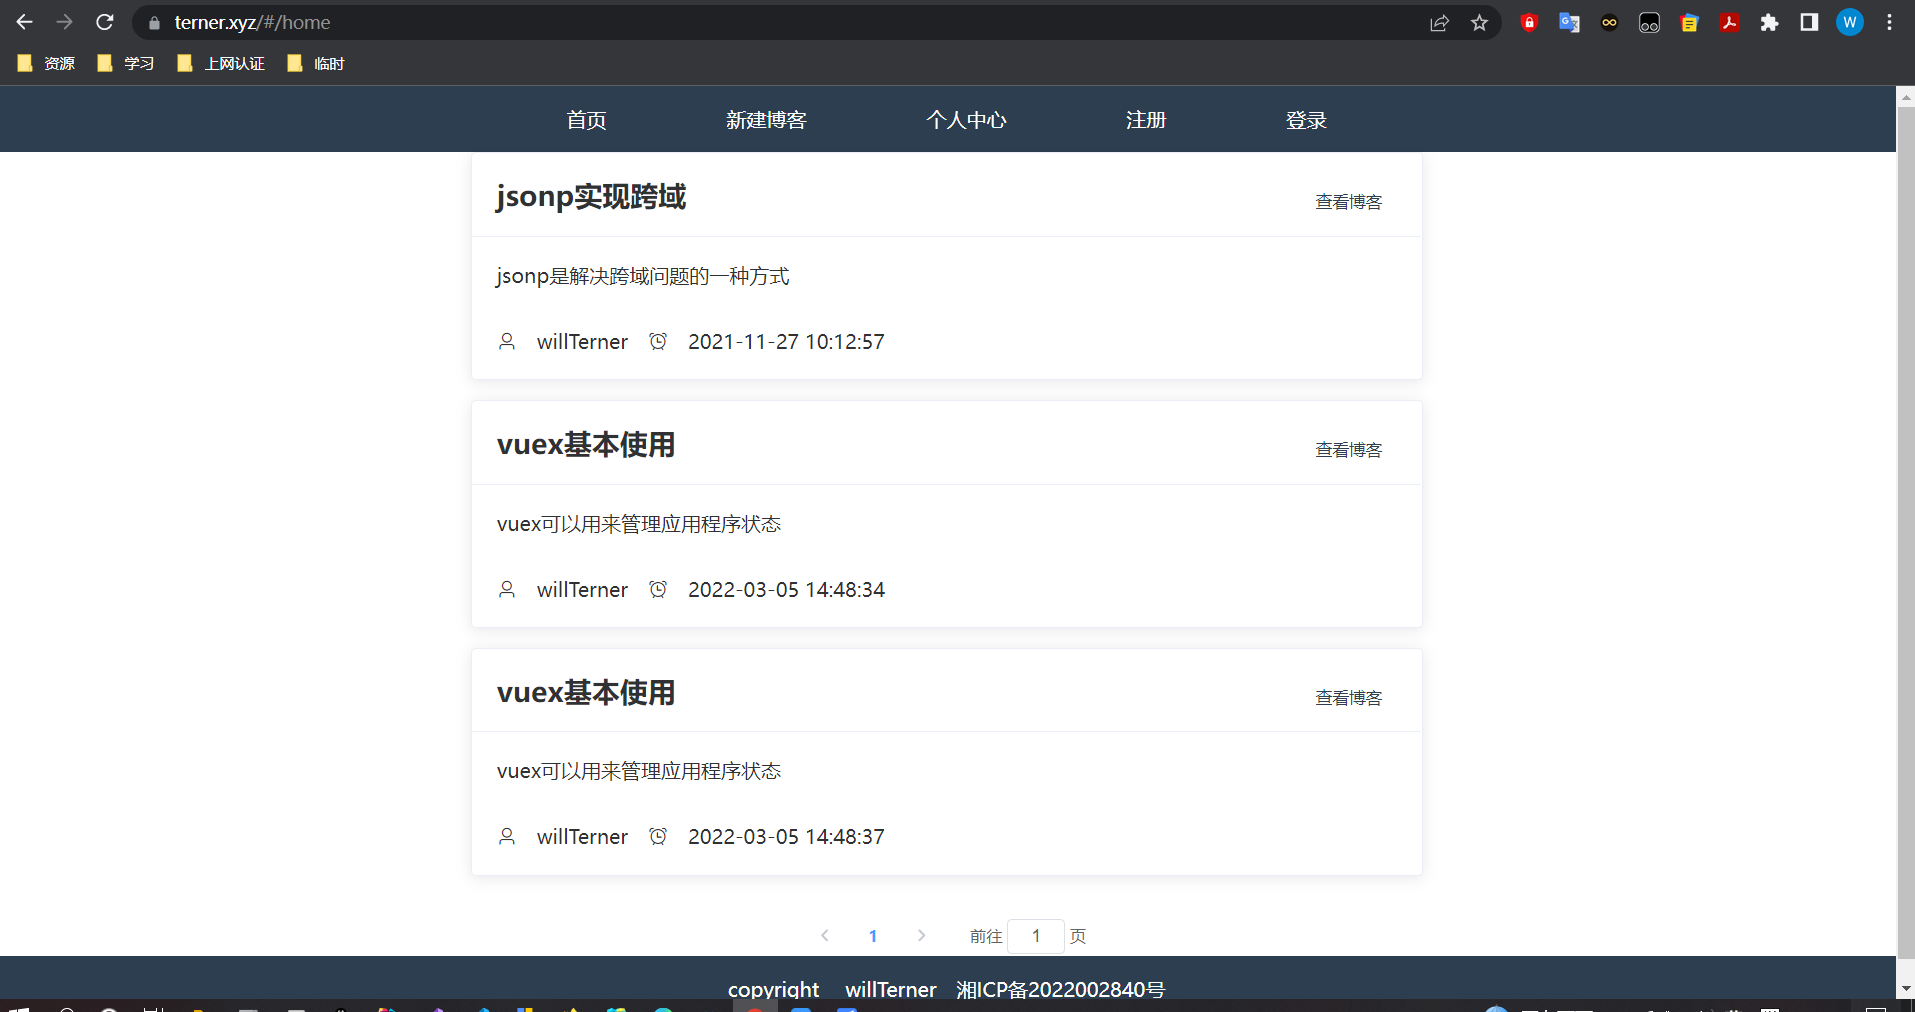 terner.xyz/#/home
W
资源 学习 上网认证 临时
首页 新建博客 个人中心 注册 登录
jsonp实现跨域 查看博客
jsonp是解决跨域问题的一种方式
willTerner 2021-11-27 10:12:57
vuex基本使用 查看博客
vuex可以用来管理应用程序状态
willTerner 2022-03-05 14:48:34
vuex基本使用 查看博客
vuex可以用来管理应用程序状态
willTerner 2022-03-05 14:48:37
1 前往 1 页
copyright willTerner 湘ICP备2022002840号